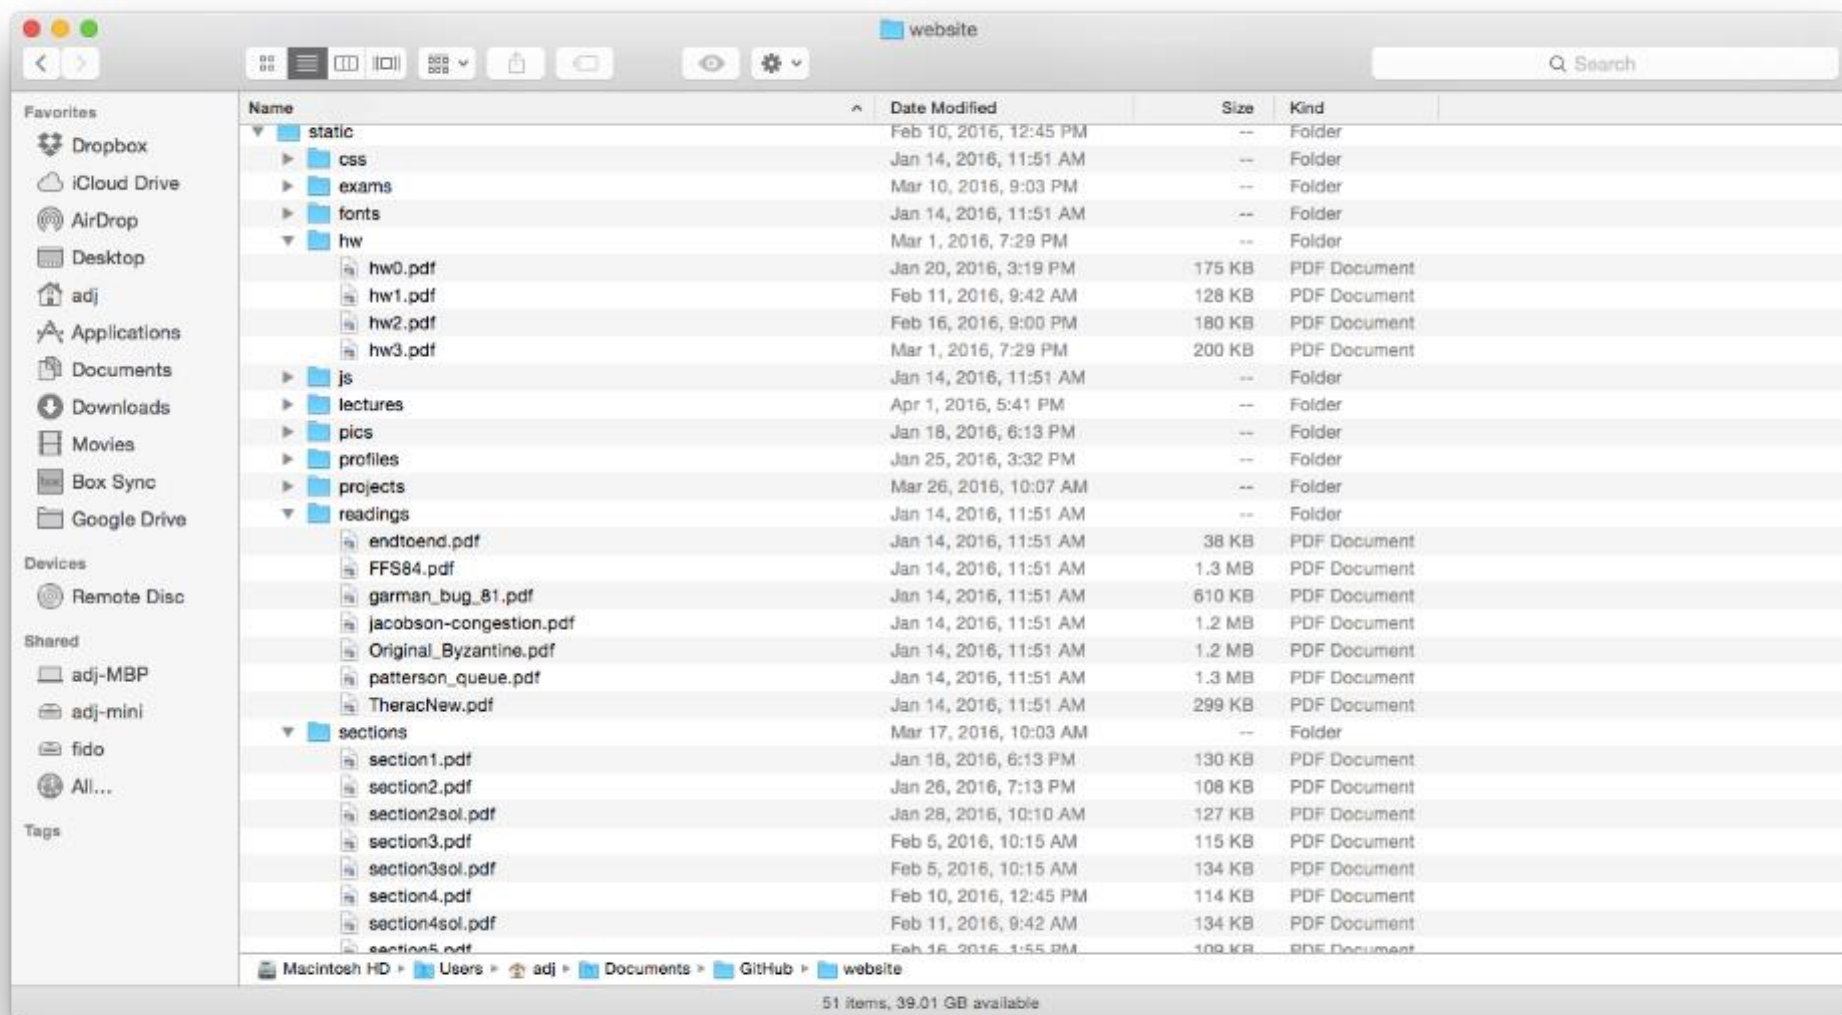 website
Search
Favorites
Dropbox
iCloud Drive
AirDrop
Desktop
adj
Applications
Documents
Downloads
Movies
Box Sync
Google Drive
Devices
Remote Disc
Shared
adj-MBP
adj-mini
fido
All...
Tags
Name Date Modified Size Kind
static Feb 10, 2016, 12:45 PM -- Folder
css Jan 14, 2016, 11:51 AM -- Folder
exams Mar 10, 2016, 9:03 PM -- Folder
fonts Jan 14, 2016, 11:51 AM -- Folder
hw Mar 1, 2016, 7:29 PM -- Folder
hw0.pdf Jan 20, 2016, 3:19 PM 175 KB PDF Document
hw1.pdf Feb 11, 2016, 9:42 AM 128 KB PDF Document
hw2.pdf Feb 16, 2016, 9:00 PM 180 KB PDF Document
hw3.pdf Mar 1, 2016, 7:29 PM 200 KB PDF Document
js Jan 14, 2016, 11:51 AM -- Folder
lectures Apr 1, 2016, 5:41 PM -- Folder
pics Jan 18, 2016, 6:13 PM -- Folder
profiles Jan 25, 2016, 3:32 PM -- Folder
projects Mar 26, 2016, 10:07 AM -- Folder
readings Jan 14, 2016, 11:51 AM -- Folder
endtoend.pdf Jan 14, 2016, 11:51 AM 38 KB PDF Document
FFS84.pdf Jan 14, 2016, 11:51 AM 1.3 MB PDF Document
garman_bug_81.pdf Jan 14, 2016, 11:51 AM 610 KB PDF Document
jacobson-congestion.pdf Jan 14, 2016, 11:51 AM 1.2 MB PDF Document
Original_Byzantine.pdf Jan 14, 2016, 11:51 AM 1.2 MB PDF Document
patterson_queue.pdf Jan 14, 2016, 11:51 AM 1.3 MB PDF Document
TheracNew.pdf Jan 14, 2016, 11:51 AM 299 KB PDF Document
sections Mar 17, 2016, 10:03 AM -- Folder
section1.pdf Jan 18, 2016, 6:13 PM 130 KB PDF Document
section2.pdf Jan 26, 2016, 7:13 PM 108 KB PDF Document
section2sol.pdf Jan 28, 2016, 10:10 AM 127 KB PDF Document
section3.pdf Feb 5, 2016, 10:15 AM 115 KB PDF Document
section3sol.pdf Feb 5, 2016, 10:15 AM 134 KB PDF Document
section4.pdf Feb 10, 2016, 12:45 PM 114 KB PDF Document
section4sol.pdf Feb 11, 2016, 9:42 AM 134 KB PDF Document
section5.pdf Feb 16, 2016, 1:55 PM 109 KB PDF Document
Macintosh HD Users adj Documents GitHub website
51 items, 39.01 GB available